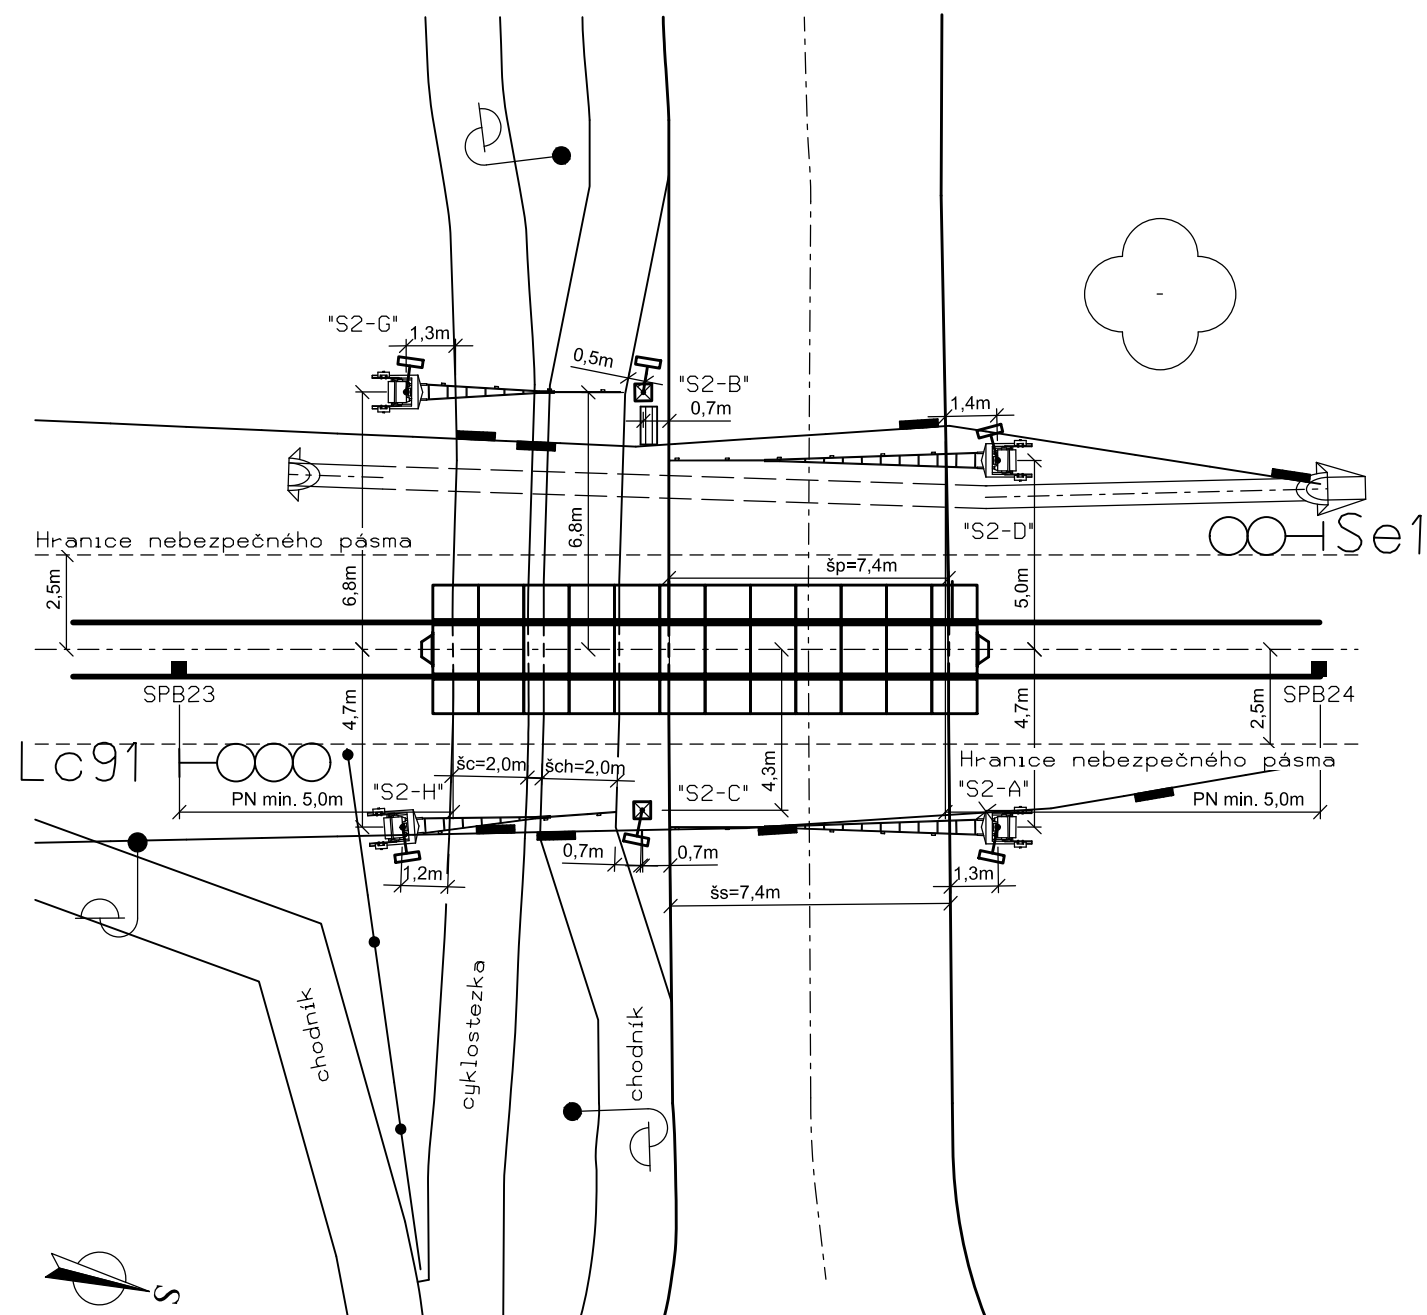 "S2-G"
1,3m
0,5m
"S2-B"
0,7m
1,4m
6,8m
"S2-D"
Se1
Hranice nebezpečného pásma
šp=7,4m
2,5m
6,8m
5,0m
SPB23
SPB24
4,7m
4,7m
2,5m
Lc91
šc=2,0m
šch=2,0m
4,3m
Hranice nebezpečného pásma
PN min. 5,0m
"S2-H"
"S2-C"
"S2-A"
PN min. 5,0m
0,7m
0,7m
1,2m
1,3m
šs=7,4m
chodník
cyklostezka
chodník
S